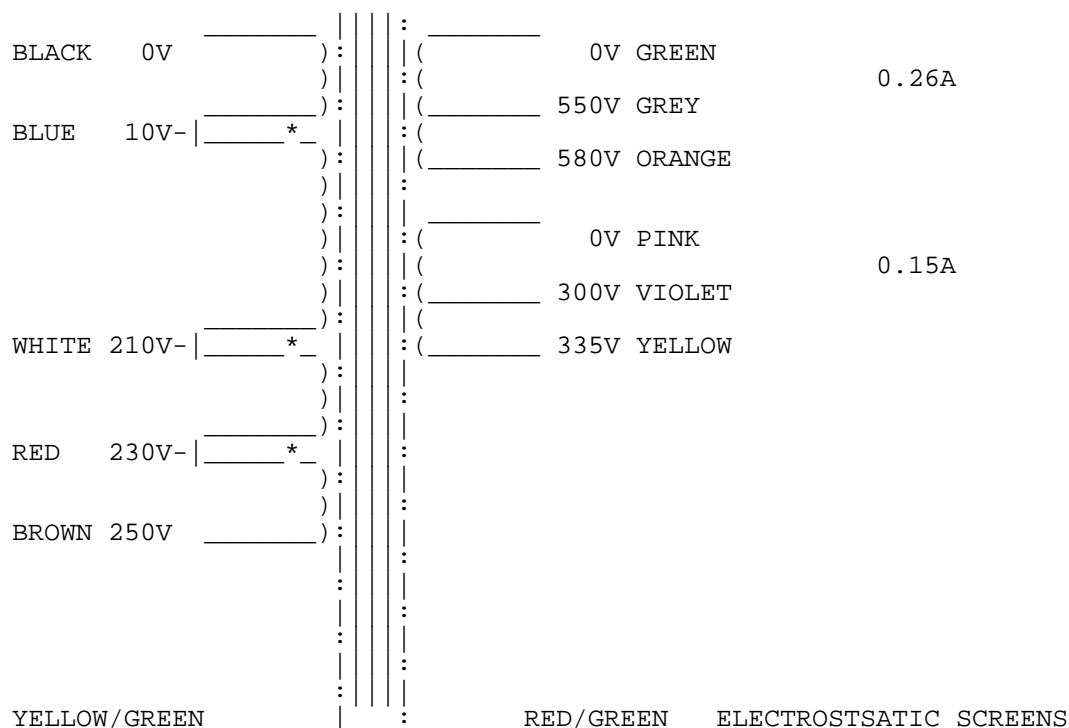 BLACK 0V 0V GREEN
0.26A
550V GREY
BLUE 10V
580V ORANGE
0V PINK
0.15A
300V VIOLET
WHITE 210V 335V YELLOW
RED 230V
BROWN 250V
YELLOW/GREEN RED/GREEN ELECTROSTSATIC SCREENS